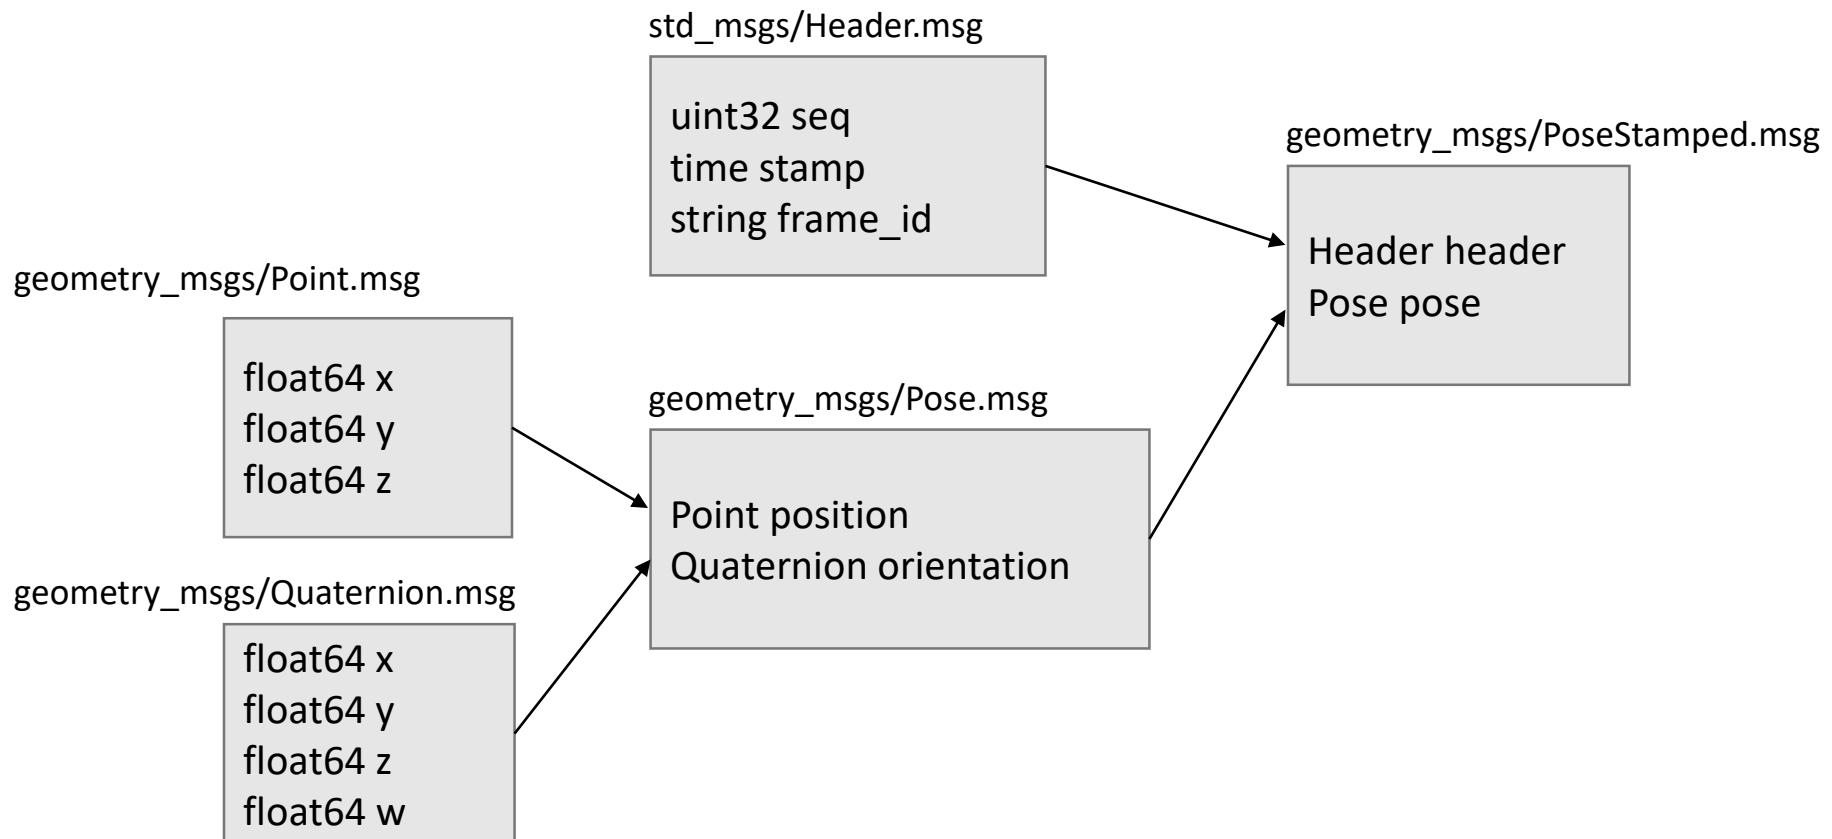 std_msgs/Header.msg
uint32 seq
time stamp
string frame_id
geometry_msgs/PoseStamped.msg
Header header
Pose pose
geometry_msgs/Point.msg
float64 x
float64 y
float64 z
geometry_msgs/Pose.msg
Point position
Quaternion orientation
geometry_msgs/Quaternion.msg
float64 x
float64 y
float64 z
float64 w